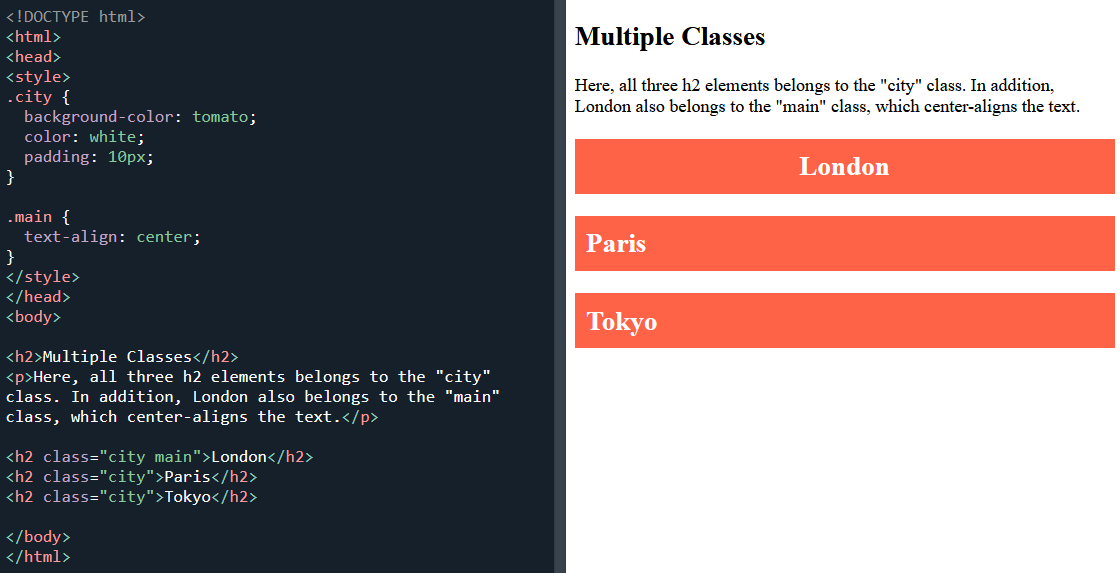 <!DOCTYPE html>
<html>
<head>
<style>
.city {
  background-color: tomato;
  color: white;
  padding: 10px;
}

.main {
  text-align: center;
}
</style>
</head>
<body>

<h2>Multiple Classes</h2>
<p>Here, all three h2 elements belongs to the "city"
class. In addition, London also belongs to the "main"
class, which center-aligns the text.</p>

<h2 class="city main">London</h2>
<h2 class="city">Paris</h2>
<h2 class="city">Tokyo</h2>

</body>
</html>
Multiple Classes
Here, all three h2 elements belongs to the "city" class. In addition,
London also belongs to the "main" class, which center-aligns the text.
London
Paris
Tokyo